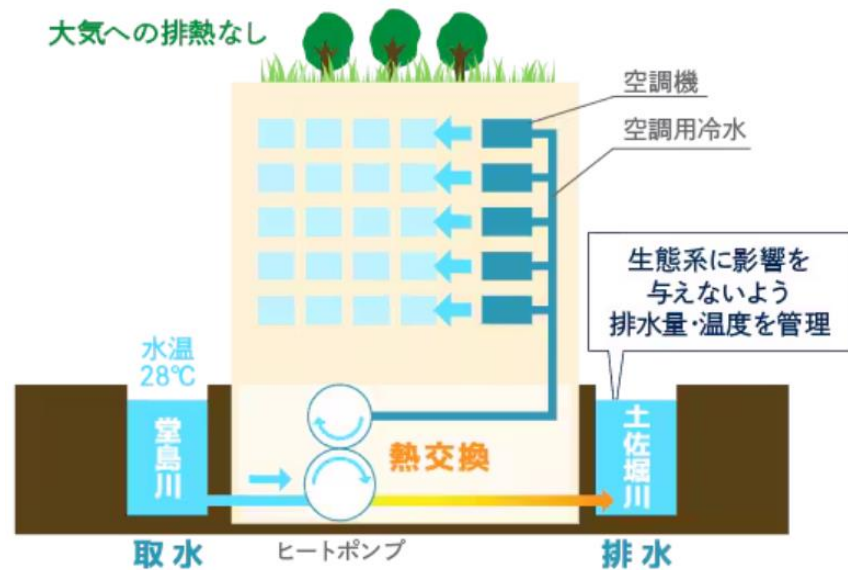 大気への排熱なし
空調機
空調用冷水
生態系に影響を
与えないよう
排水量・温度を管理
水温
28℃
堂島川
熱交換
土佐堀川
取水
ヒートポンプ
排水